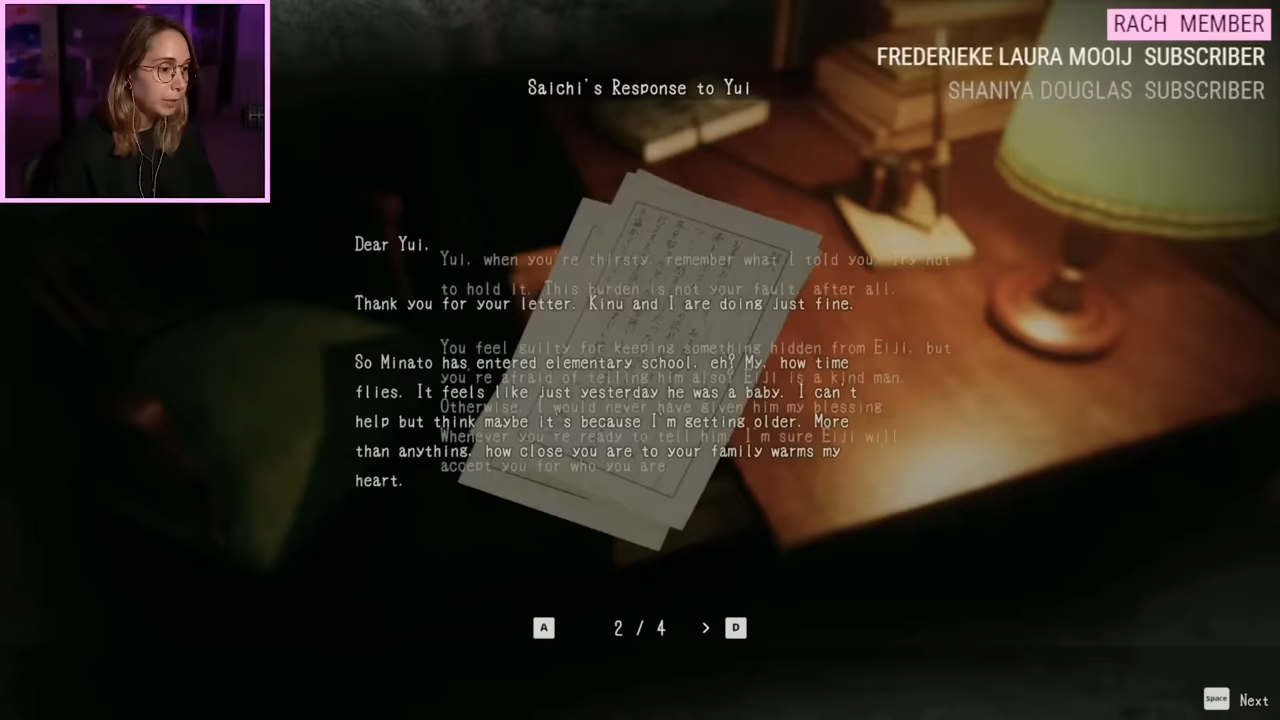 RACH MEMBER
FREDERIEKE LAURA MOOIJ SUBSCRIBER
SHANIYA DOUGLAS SUBSCRIBER
Saichi's Response to Yui
Dear Yui,
Thank you for your letter. Kinu and I are doing just fine.
So Minato has entered elementary school, eh? My, how time
flies. It feels like just yesterday he was a baby. I can't
help but think maybe it's because I'm getting older. More
than anything, how close you are to your family warms my
heart.
Yui, when you're thirsty, remember what I told you. Try not
to hold it. This burden is not your fault, after all.
You feel guilty for keeping something hidden from Eiji, but
you're afraid of telling him also? Eiji is a kind man.
Otherwise, I would never have given him my blessing.
Whenever you're ready to tell him, I'm sure Eiji will
accept you for who you are.
A 2 / 4 > D
Space Next